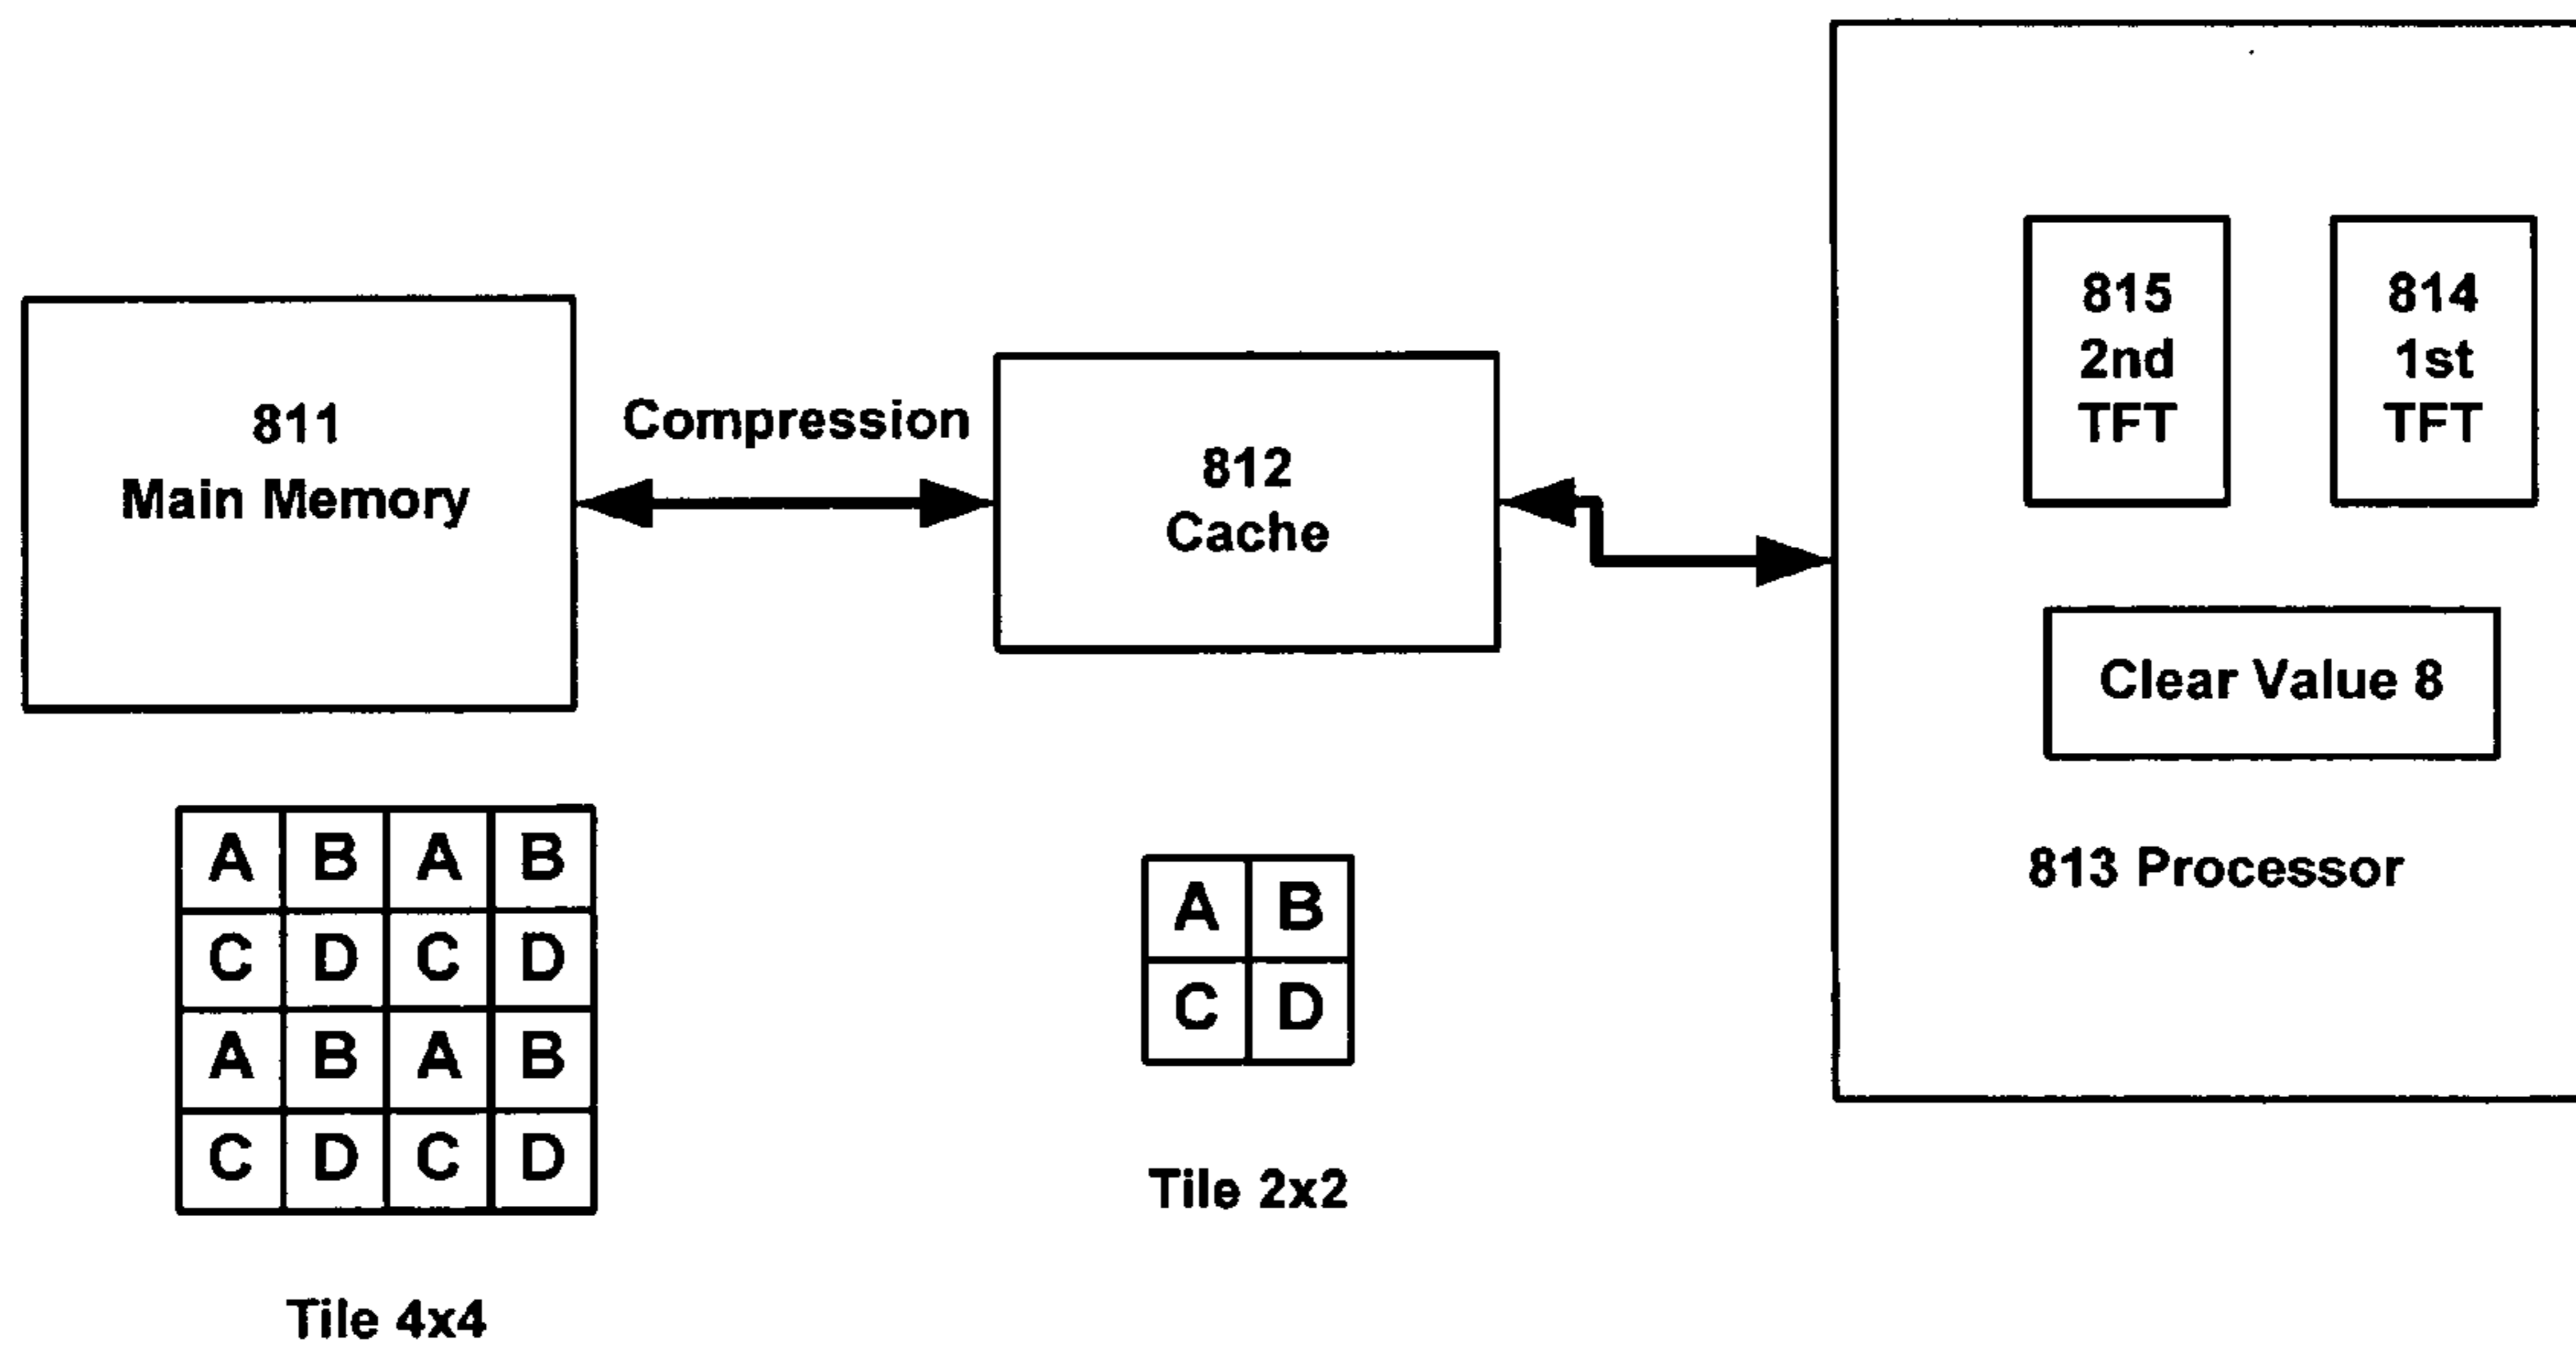 811
Main Memory
Compression
812
Cache
815
2nd
TFT
814
1st
TFT
Clear Value 8
813 Processor
A B A B
C D C D
A B A B
C D C D
Tile 4x4
A B
C D
Tile 2x2